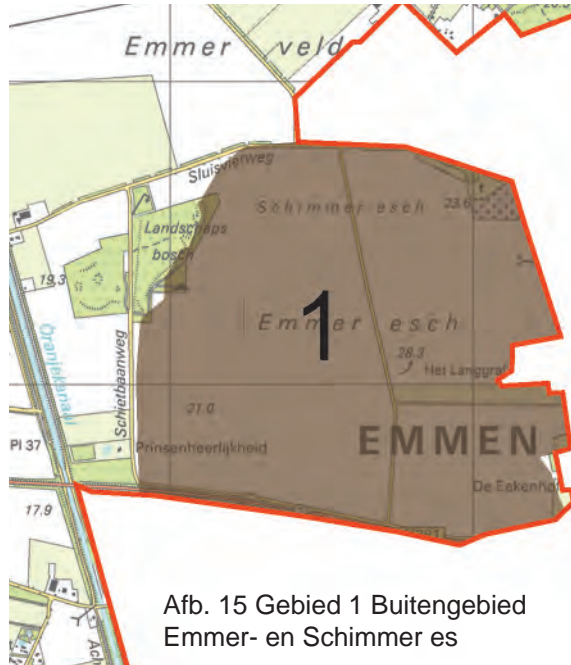 Emmer veld
Sluisvierweg
Schimmer esch
23.6
Landschaps
bosch
19.3
1
Emmer esch
28.3
Het Langgraf
Oranjekanaal
Schietbaanweg
21.0
Pl 37
Prinsenheerlijkheid
EMMEN
De Eekenhof
17.9
Ach
Afb. 15 Gebied 1 Buitengebied
Emmer- en Schimmer es